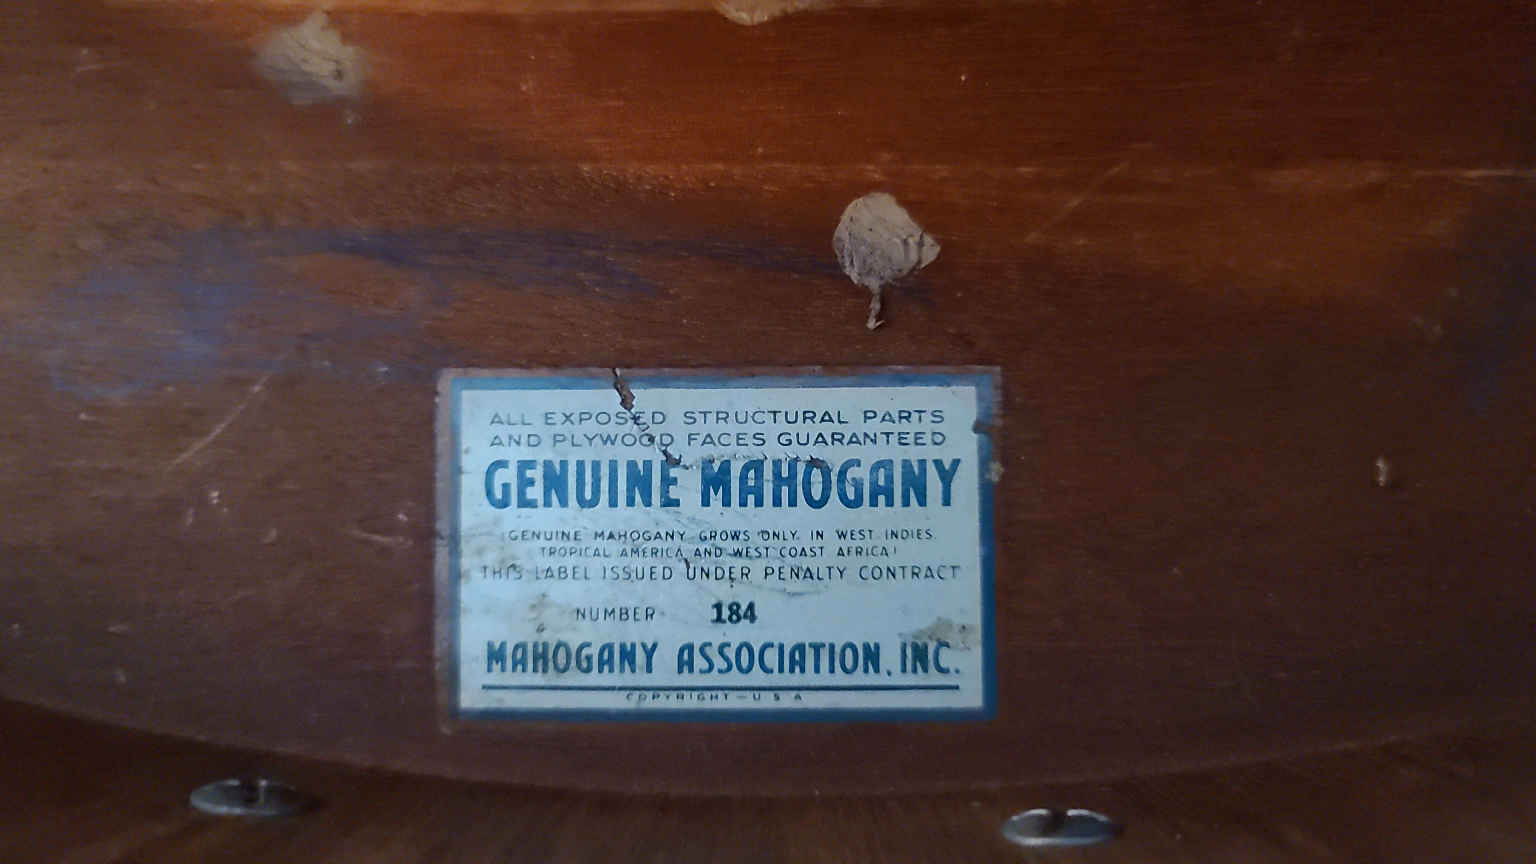 ALL EXPOSED STRUCTURAL PARTS
AND PLYWOOD FACES GUARANTEED
GENUINE MAHOGANY
(GENUINE MAHOGANY GROWS ONLY IN WEST INDIES
TROPICAL AMERICA AND WEST COAST AFRICA)
THIS LABEL ISSUED UNDER PENALTY CONTRACT
NUMBER 184
MAHOGANY ASSOCIATION, INC.
COPYRIGHT — U S A